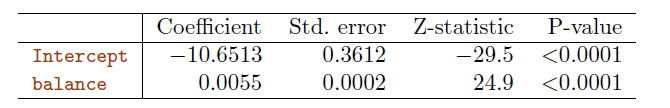 Coefficient Std. error Z-statistic P-value
Intercept −10.6513 0.3612 −29.5 <0.0001
balance 0.0055 0.0002 24.9 <0.0001